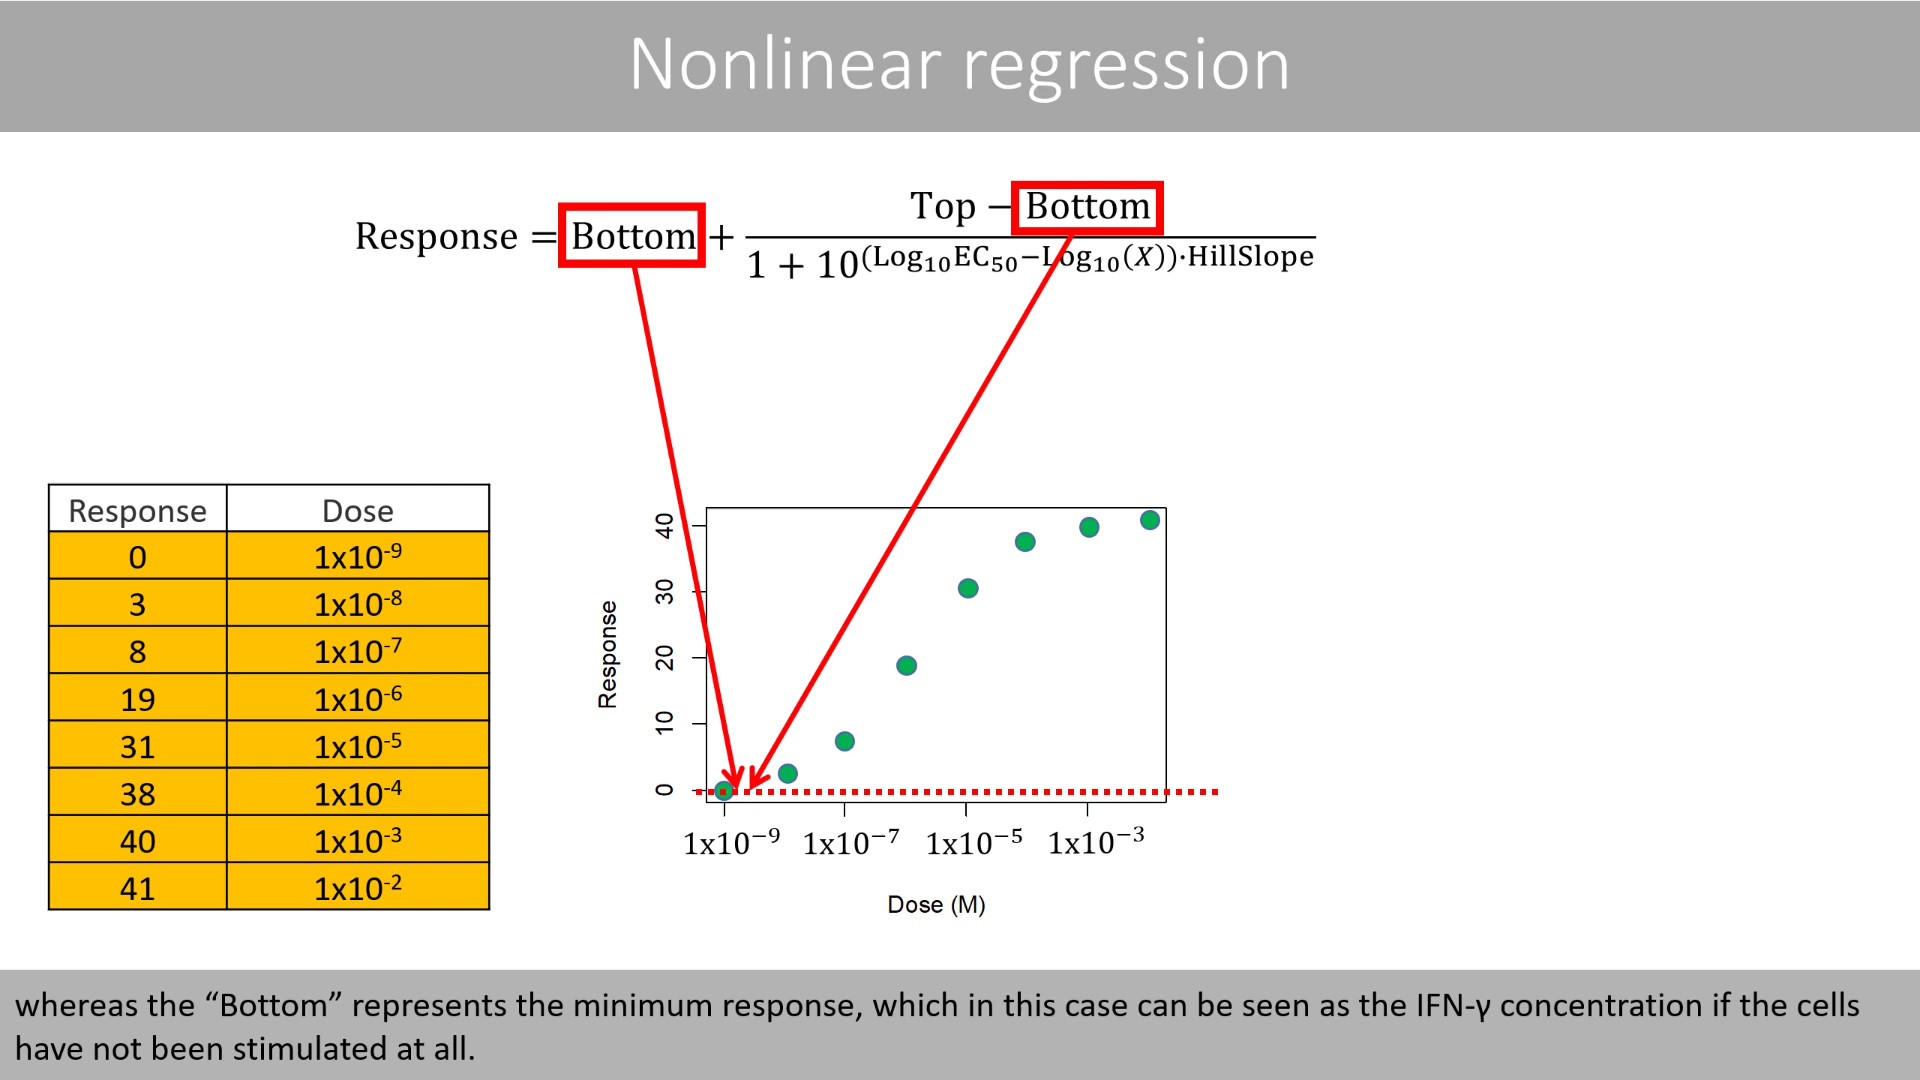 Nonlinear regression
Response = Bottom + (Top − Bottom) / (1 + 10^((Log₁₀EC₅₀−Log₁₀(X))·HillSlope))
Response Dose
0 1x10⁻⁹
3 1x10⁻⁸
8 1x10⁻⁷
19 1x10⁻⁶
31 1x10⁻⁵
38 1x10⁻⁴
40 1x10⁻³
41 1x10⁻²
Response
40
30
20
10
0
1x10⁻⁹ 1x10⁻⁷ 1x10⁻⁵ 1x10⁻³
Dose (M)
whereas the “Bottom” represents the minimum response, which in this case can be seen as the IFN-γ concentration if the cells
have not been stimulated at all.